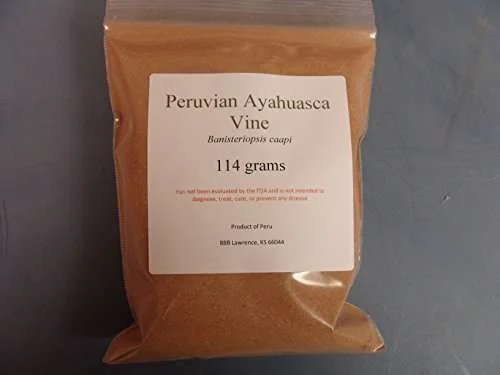 Peruvian Ayahuasca
Vine
Banisteriopsis caapi
114 grams
Has not been evaluated by the FDA and is not intended to
diagnose, treat, cure, or prevent any disease
Product of Peru
BBB Lawrence, KS 66044